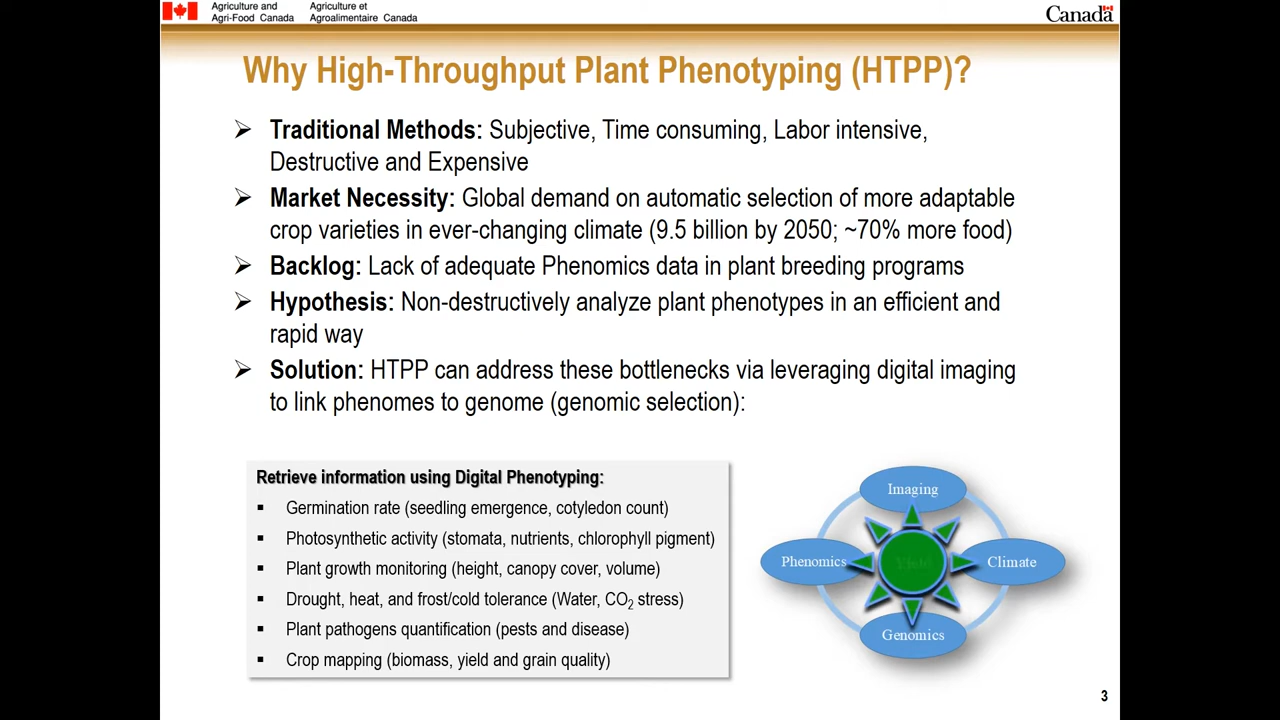 Agriculture and Agriculture et
Agri-Food Canada Agroalimentaire Canada
Canada
Why High-Throughput Plant Phenotyping (HTPP)?
➢ Traditional Methods: Subjective, Time consuming, Labor intensive,
Destructive and Expensive
➢ Market Necessity: Global demand on automatic selection of more adaptable
crop varieties in ever-changing climate (9.5 billion by 2050; ~70% more food)
➢ Backlog: Lack of adequate Phenomics data in plant breeding programs
➢ Hypothesis: Non-destructively analyze plant phenotypes in an efficient and
rapid way
➢ Solution: HTPP can address these bottlenecks via leveraging digital imaging
to link phenomes to genome (genomic selection):
Retrieve information using Digital Phenotyping:
▪ Germination rate (seedling emergence, cotyledon count)
▪ Photosynthetic activity (stomata, nutrients, chlorophyll pigment)
▪ Plant growth monitoring (height, canopy cover, volume)
▪ Drought, heat, and frost/cold tolerance (Water, CO₂ stress)
▪ Plant pathogens quantification (pests and disease)
▪ Crop mapping (biomass, yield and grain quality)
Imaging
Phenomics
Yield
Climate
Genomics
3